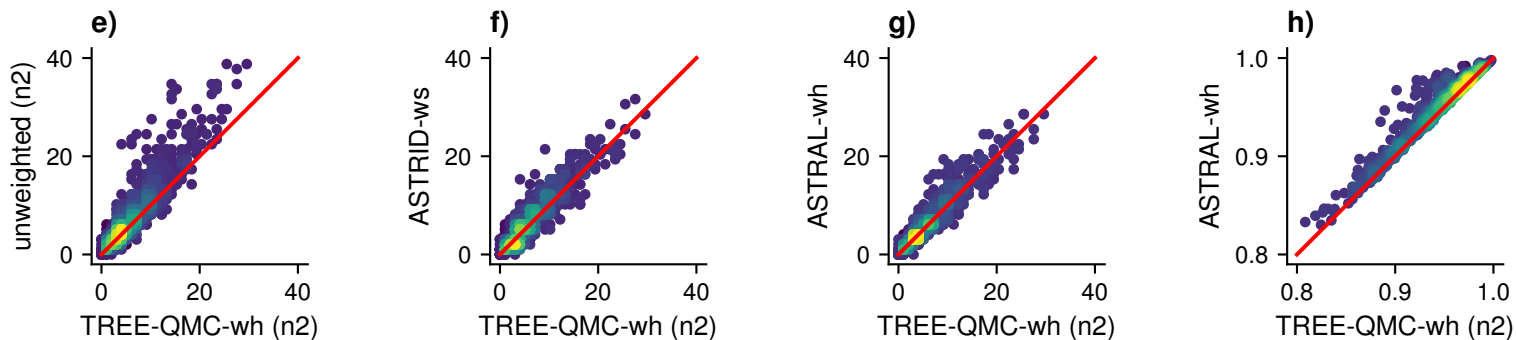 e)
f)
g)
h)
unweighted (n2)
40
20
0
0
20
40
TREE-QMC-wh (n2)
ASTRID-ws
40
20
0
0
20
40
TREE-QMC-wh (n2)
ASTRAL-wh
40
20
0
0
20
40
TREE-QMC-wh (n2)
ASTRAL-wh
1.0
0.9
0.8
0.8
0.9
1.0
TREE-QMC-wh (n2)